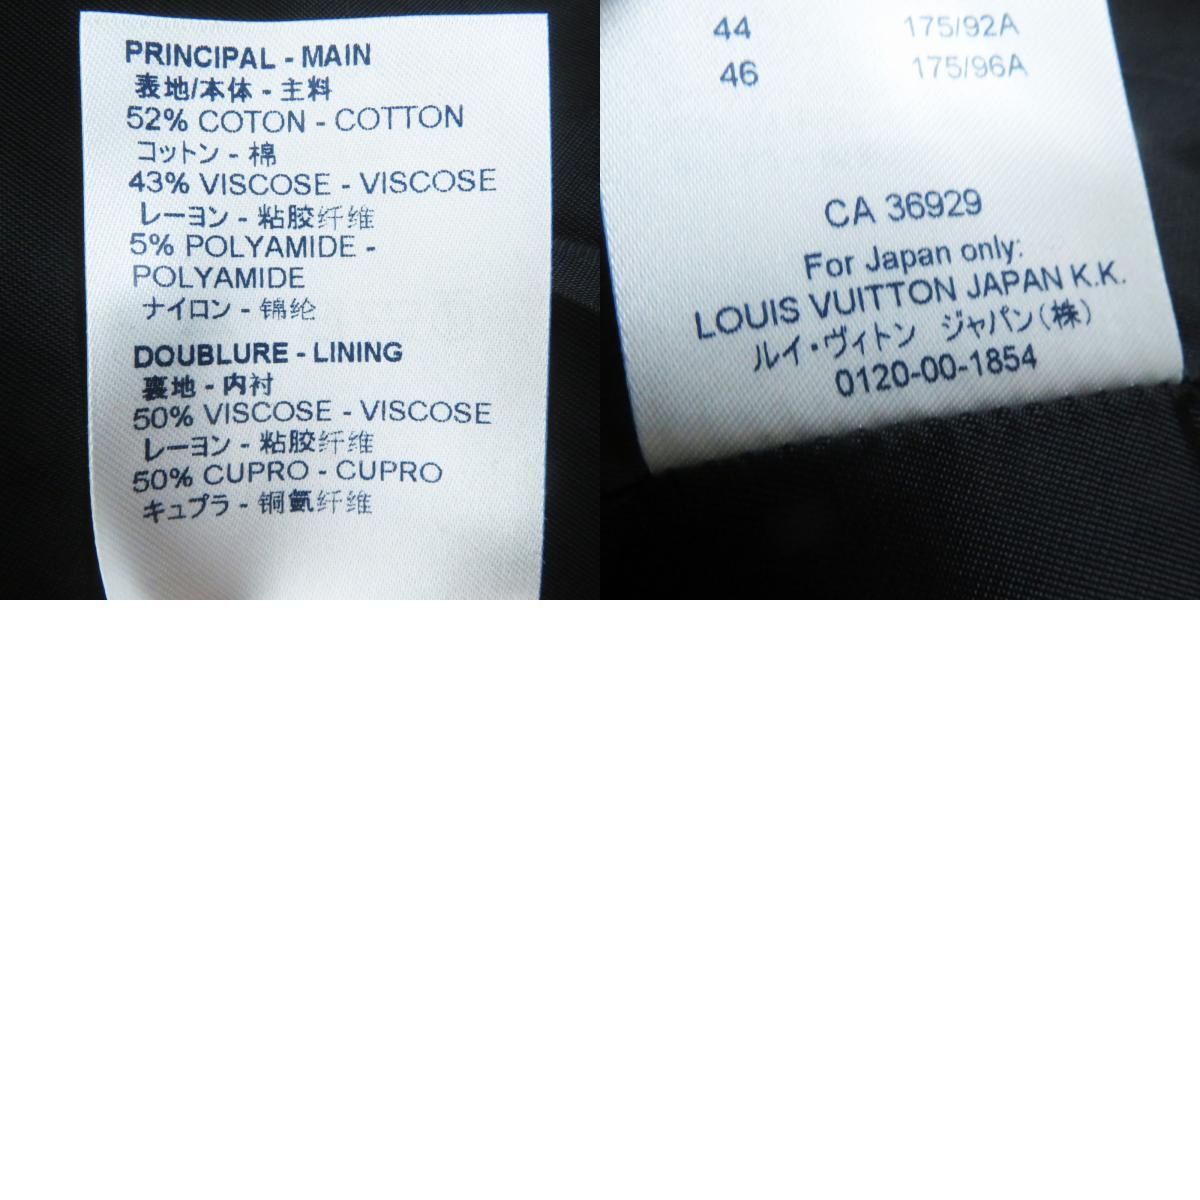 PRINCIPAL - MAIN
表地/本体 - 主料
52% COTON - COTTON
コットン - 棉
43% VISCOSE - VISCOSE
レーヨン - 粘胶纤维
5% POLYAMIDE -
POLYAMIDE
ナイロン - 锦纶
DOUBLURE - LINING
裏地 - 内衬
50% VISCOSE - VISCOSE
レーヨン - 粘胶纤维
50% CUPRO - CUPRO
キュプラ - 铜氨纤维
44 175/92A
46 175/96A
CA 36929
For Japan only:
LOUIS VUITTON JAPAN K.K.
ルイ・ヴィトン ジャパン(株)
0120-00-1854